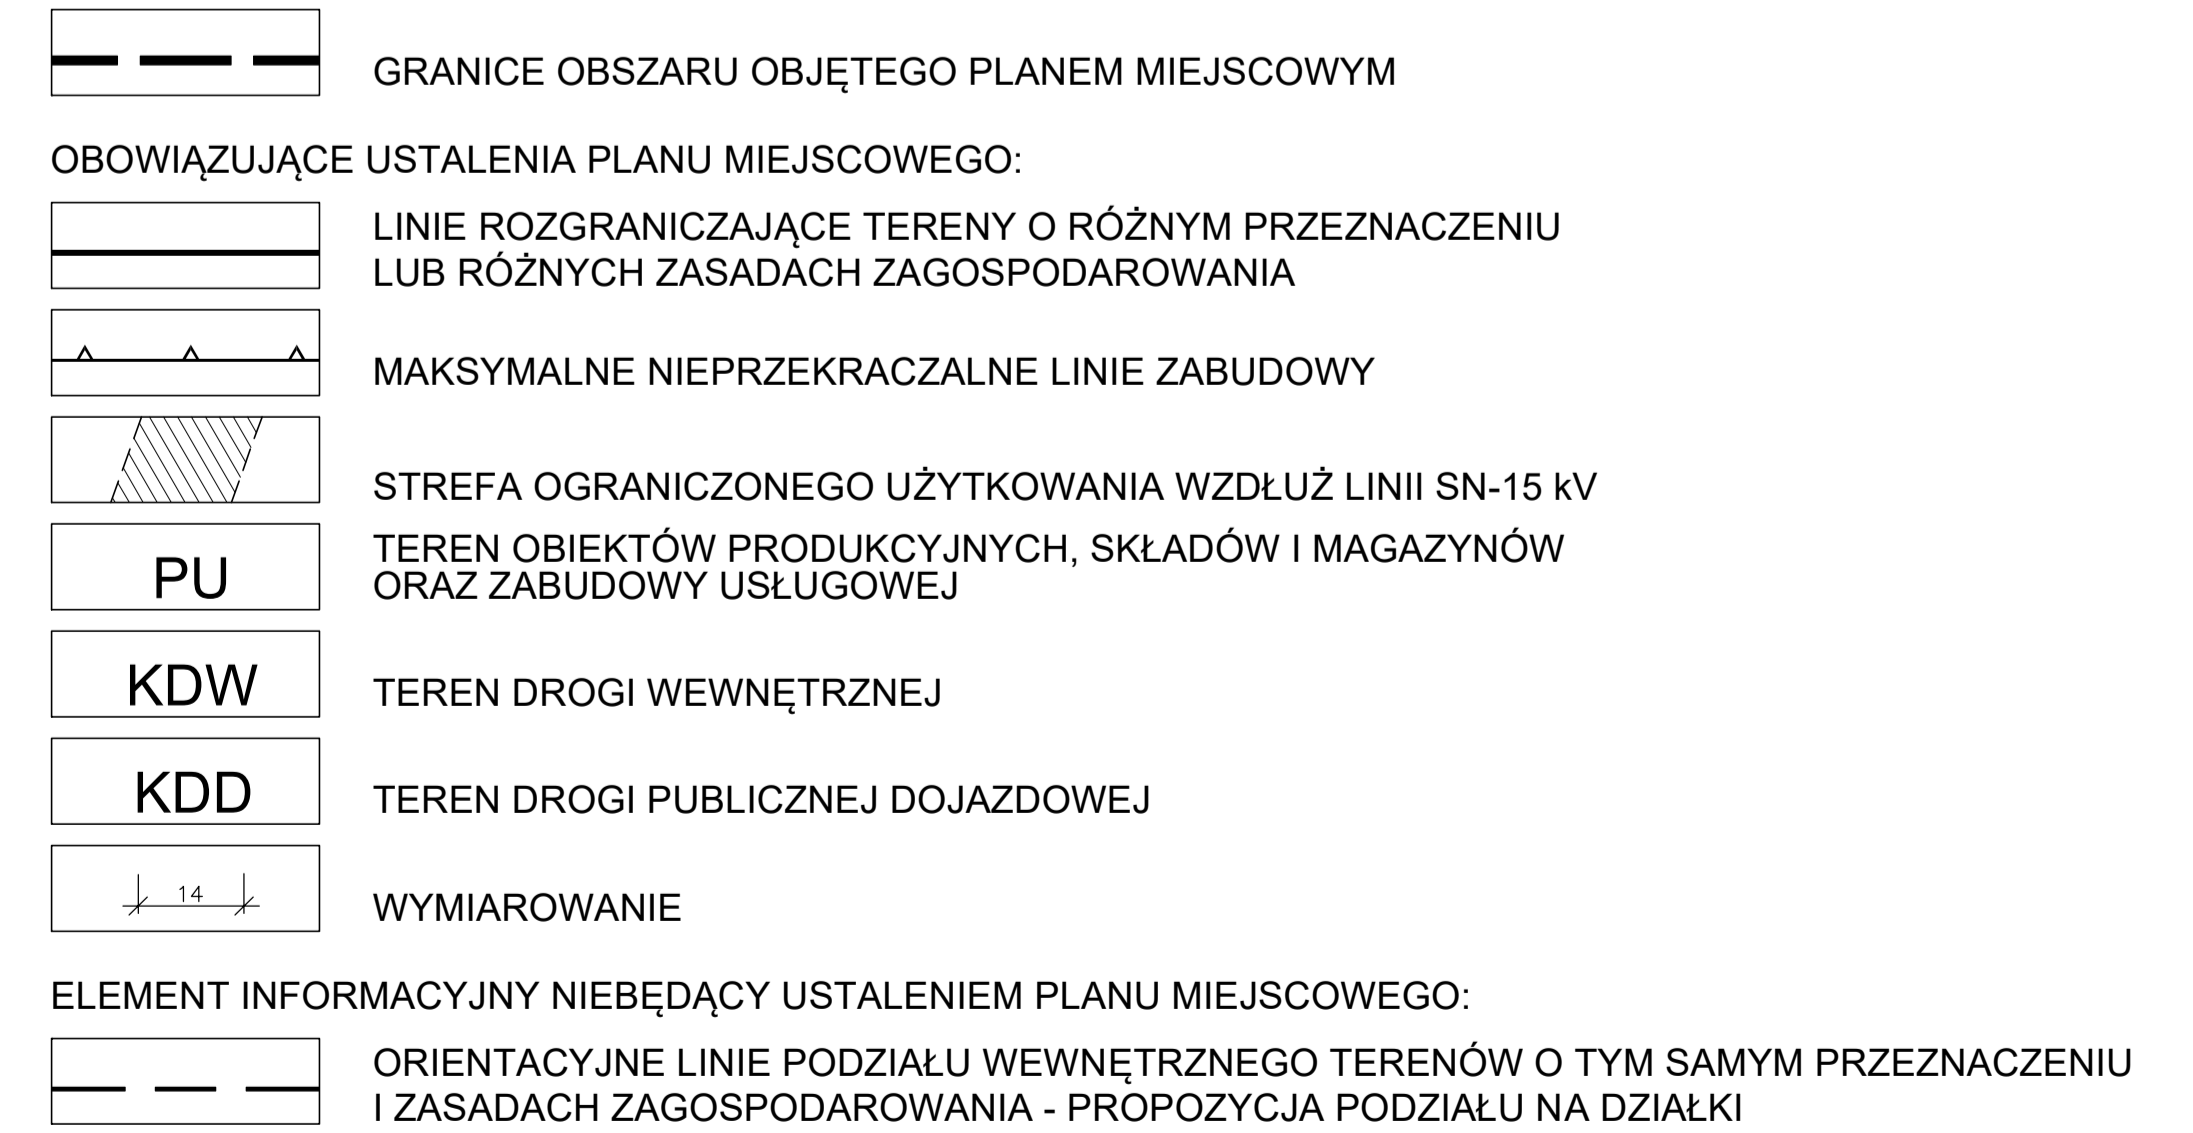 GRANICE OBSZARU OBJĘTEGO PLANEM MIEJSCOWYM
OBOWIĄZUJĄCE USTALENIA PLANU MIEJSCOWEGO:
LINIE ROZGRANICZAJĄCE TERENY O RÓŻNYM PRZEZNACZENIU
LUB RÓŻNYCH ZASADACH ZAGOSPODAROWANIA
MAKSYMALNE NIEPRZEKRACZALNE LINIE ZABUDOWY
STREFA OGRANICZONEGO UŻYTKOWANIA WZDŁUŻ LINII SN-15 kV
PU
TEREN OBIEKTÓW PRODUKCYJNYCH, SKŁADÓW I MAGAZYNÓW
ORAZ ZABUDOWY USŁUGOWEJ
KDW
TEREN DROGI WEWNĘTRZNEJ
KDD
TEREN DROGI PUBLICZNEJ DOJAZDOWEJ
14
WYMIAROWANIE
ELEMENT INFORMACYJNY NIEBĘDĄCY USTALENIEM PLANU MIEJSCOWEGO:
ORIENTACYJNE LINIE PODZIAŁU WEWNĘTRZNEGO TERENÓW O TYM SAMYM PRZEZNACZENIU
I ZASADACH ZAGOSPODAROWANIA - PROPOZYCJA PODZIAŁU NA DZIAŁKI